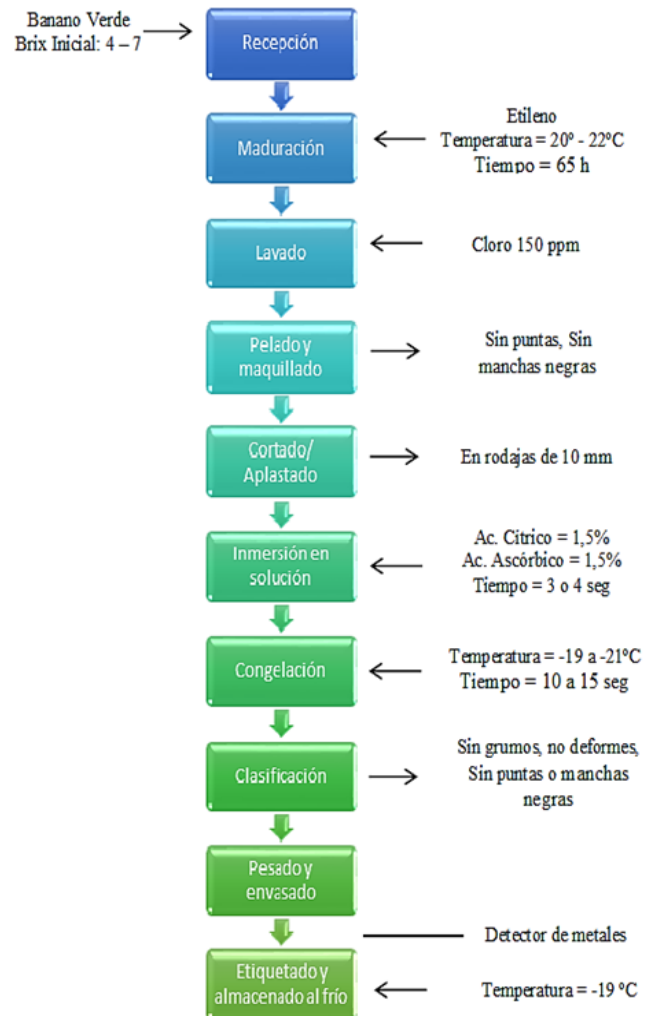 Banano Verde
Brix Inicial: 4 – 7
Recepción
Maduración
Etileno
Temperatura = 20º - 22ºC
Tiempo = 65 h
Lavado
Cloro 150 ppm
Pelado y
maquillado
Sin puntas, Sin
manchas negras
Cortado/
Aplastado
En rodajas de 10 mm
Inmersión en
solución
Ac. Cítrico = 1,5%
Ac. Ascórbico = 1,5%
Tiempo = 3 o 4 seg
Congelación
Temperatura = -19 a -21ºC
Tiempo = 10 a 15 seg
Clasificación
Sin grumos, no deformes,
Sin puntas o manchas
negras
Pesado y
envasado
Detector de metales
Etiquetado y
almacenado al frío
Temperatura = -19 ºC